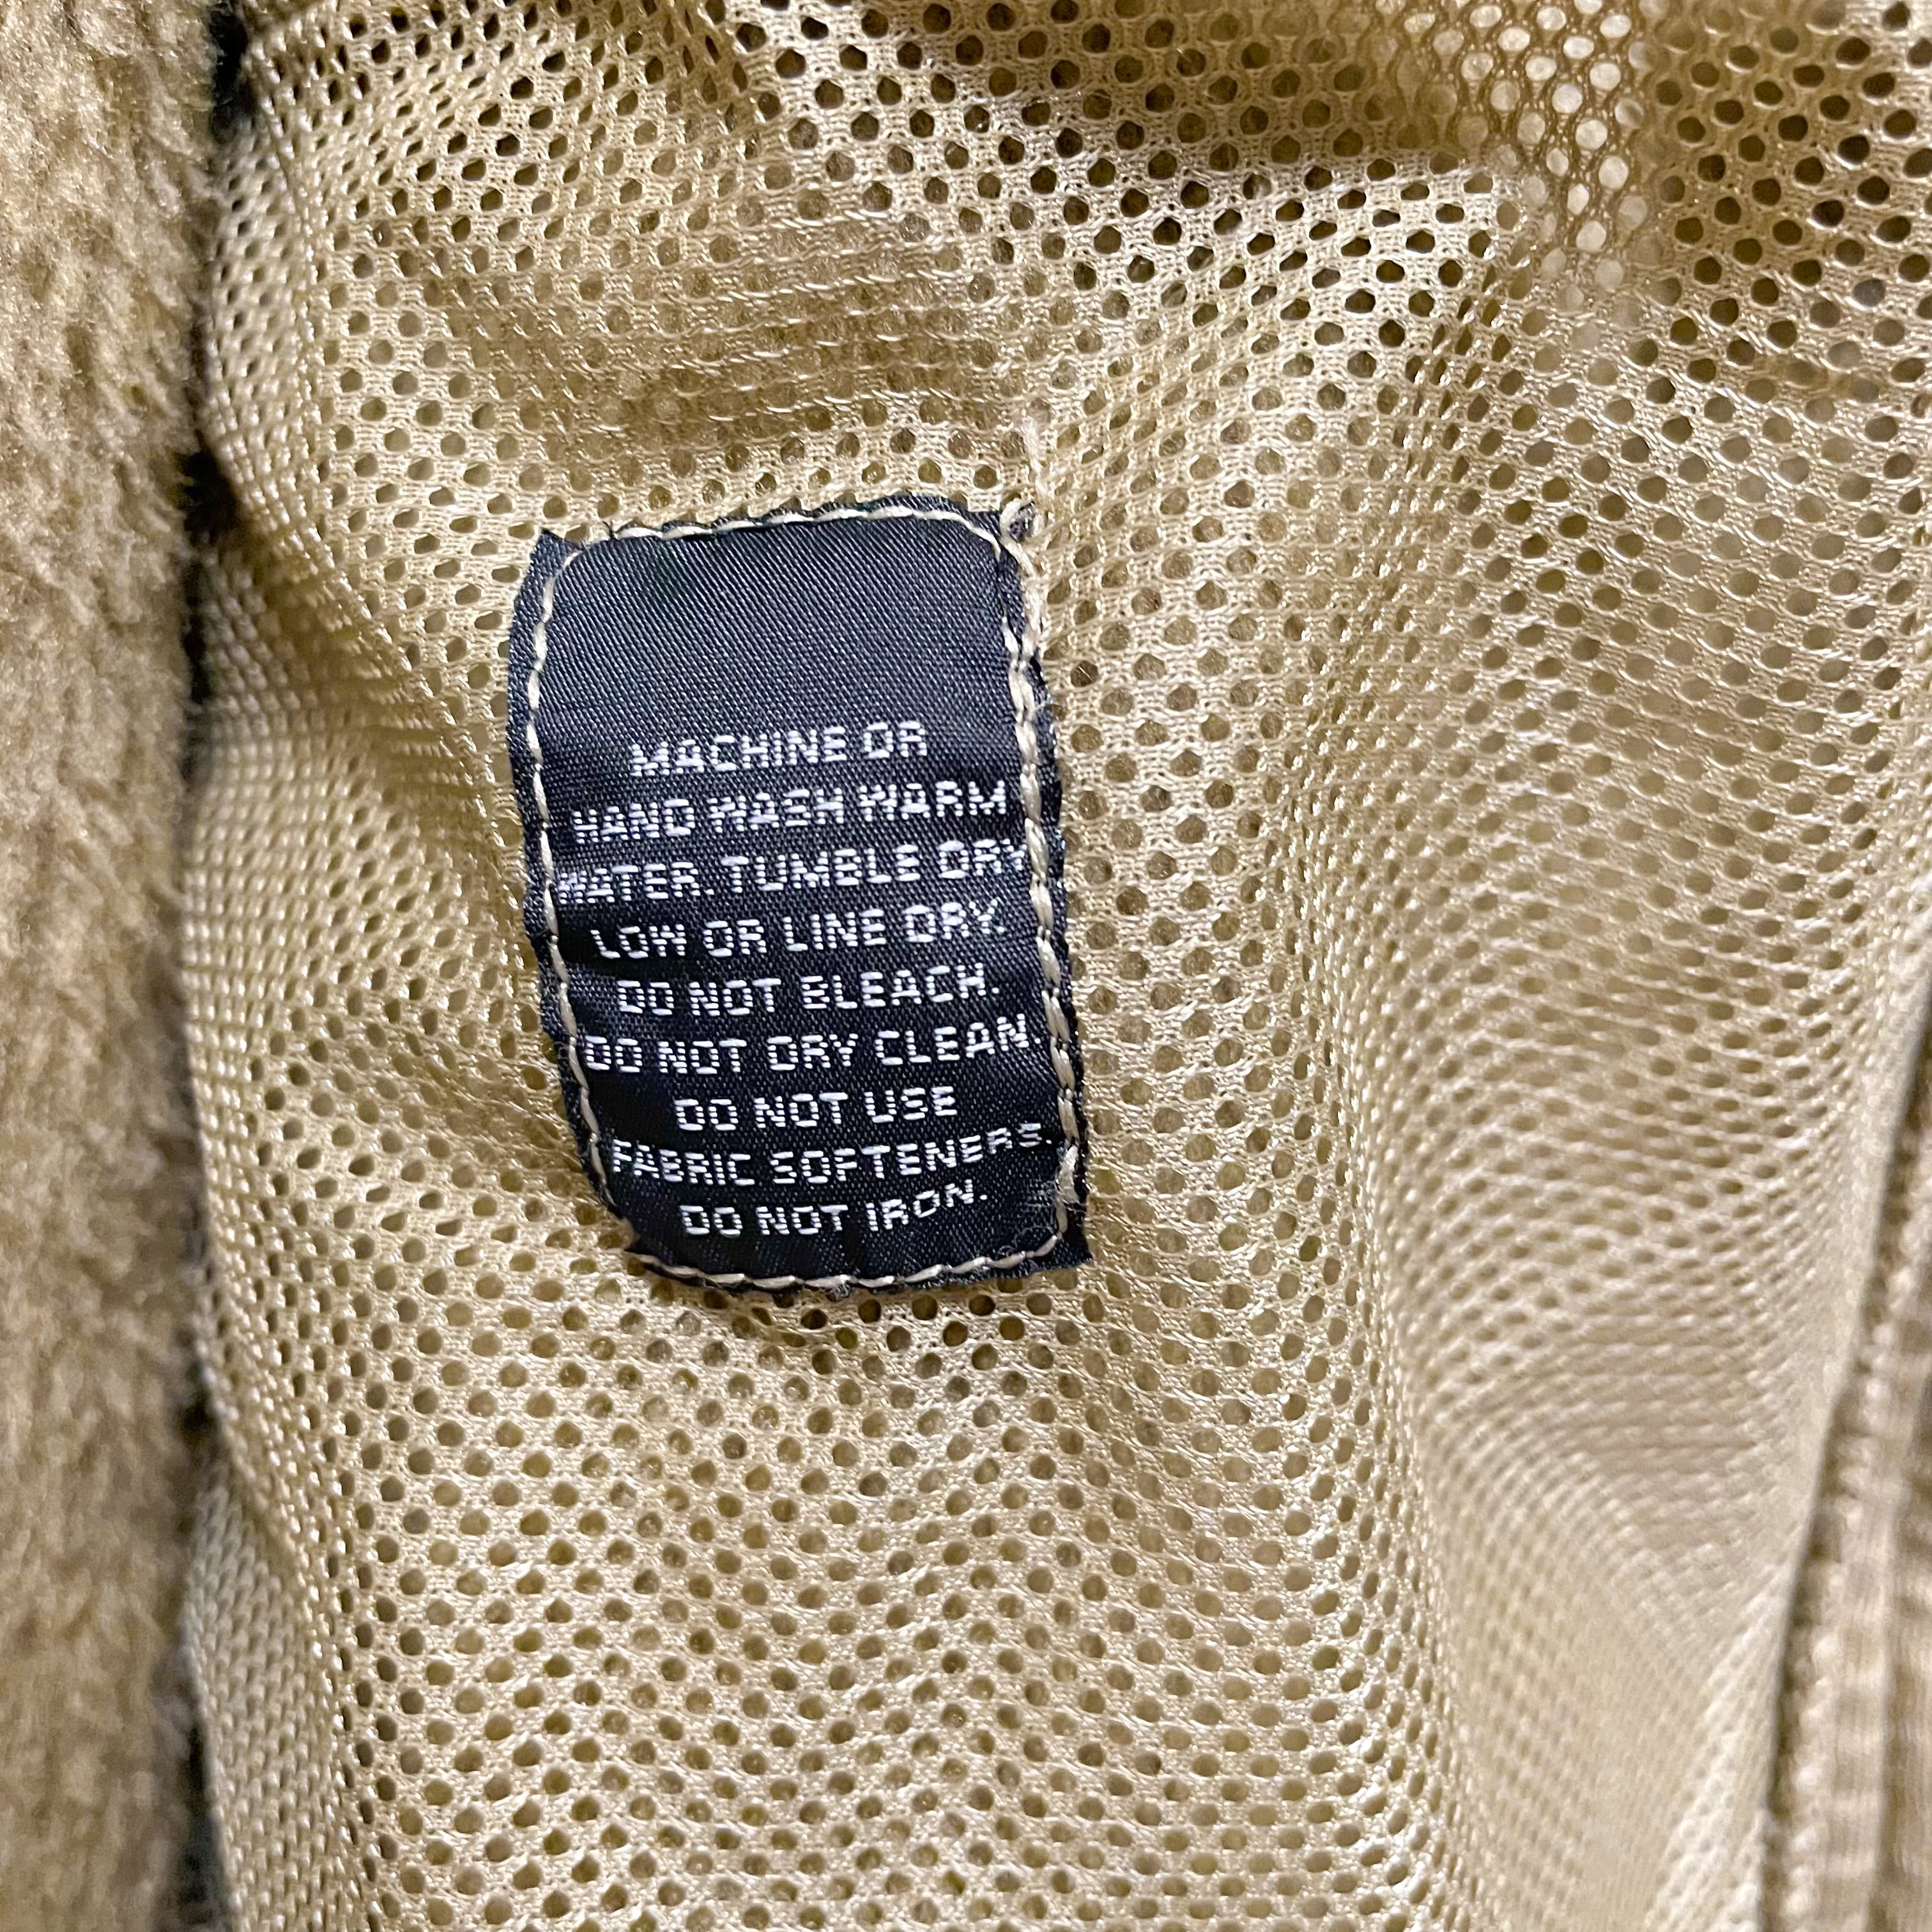 MACHINE OR
HAND WASH WARM
WATER. TUMBLE DRY
LOW OR LINE DRY.
DO NOT BLEACH.
DO NOT DRY CLEAN.
DO NOT USE
FABRIC SOFTENERS.
DO NOT IRON.